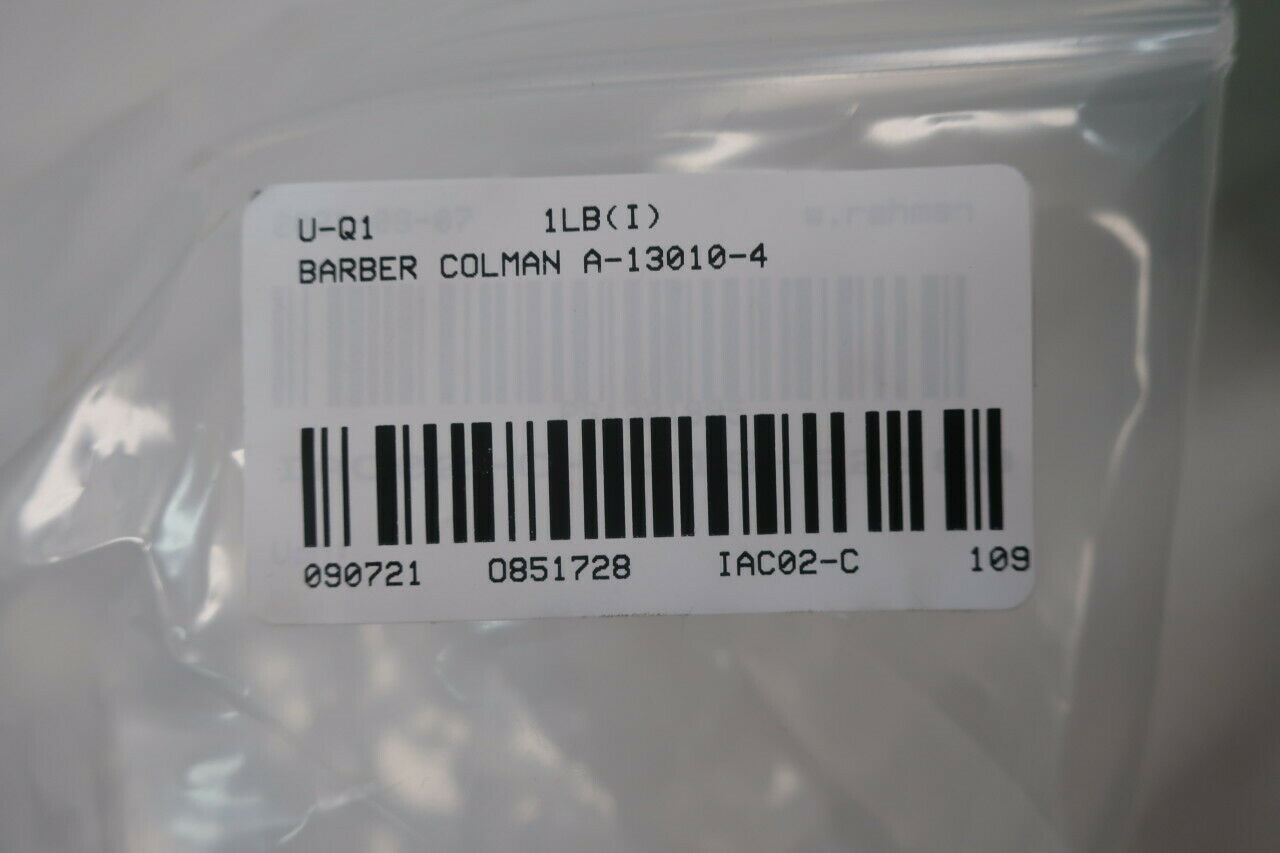 U-Q1 1LB(I)
BARBER COLMAN A-13010-4
090721 0851728 IAC02-C 109